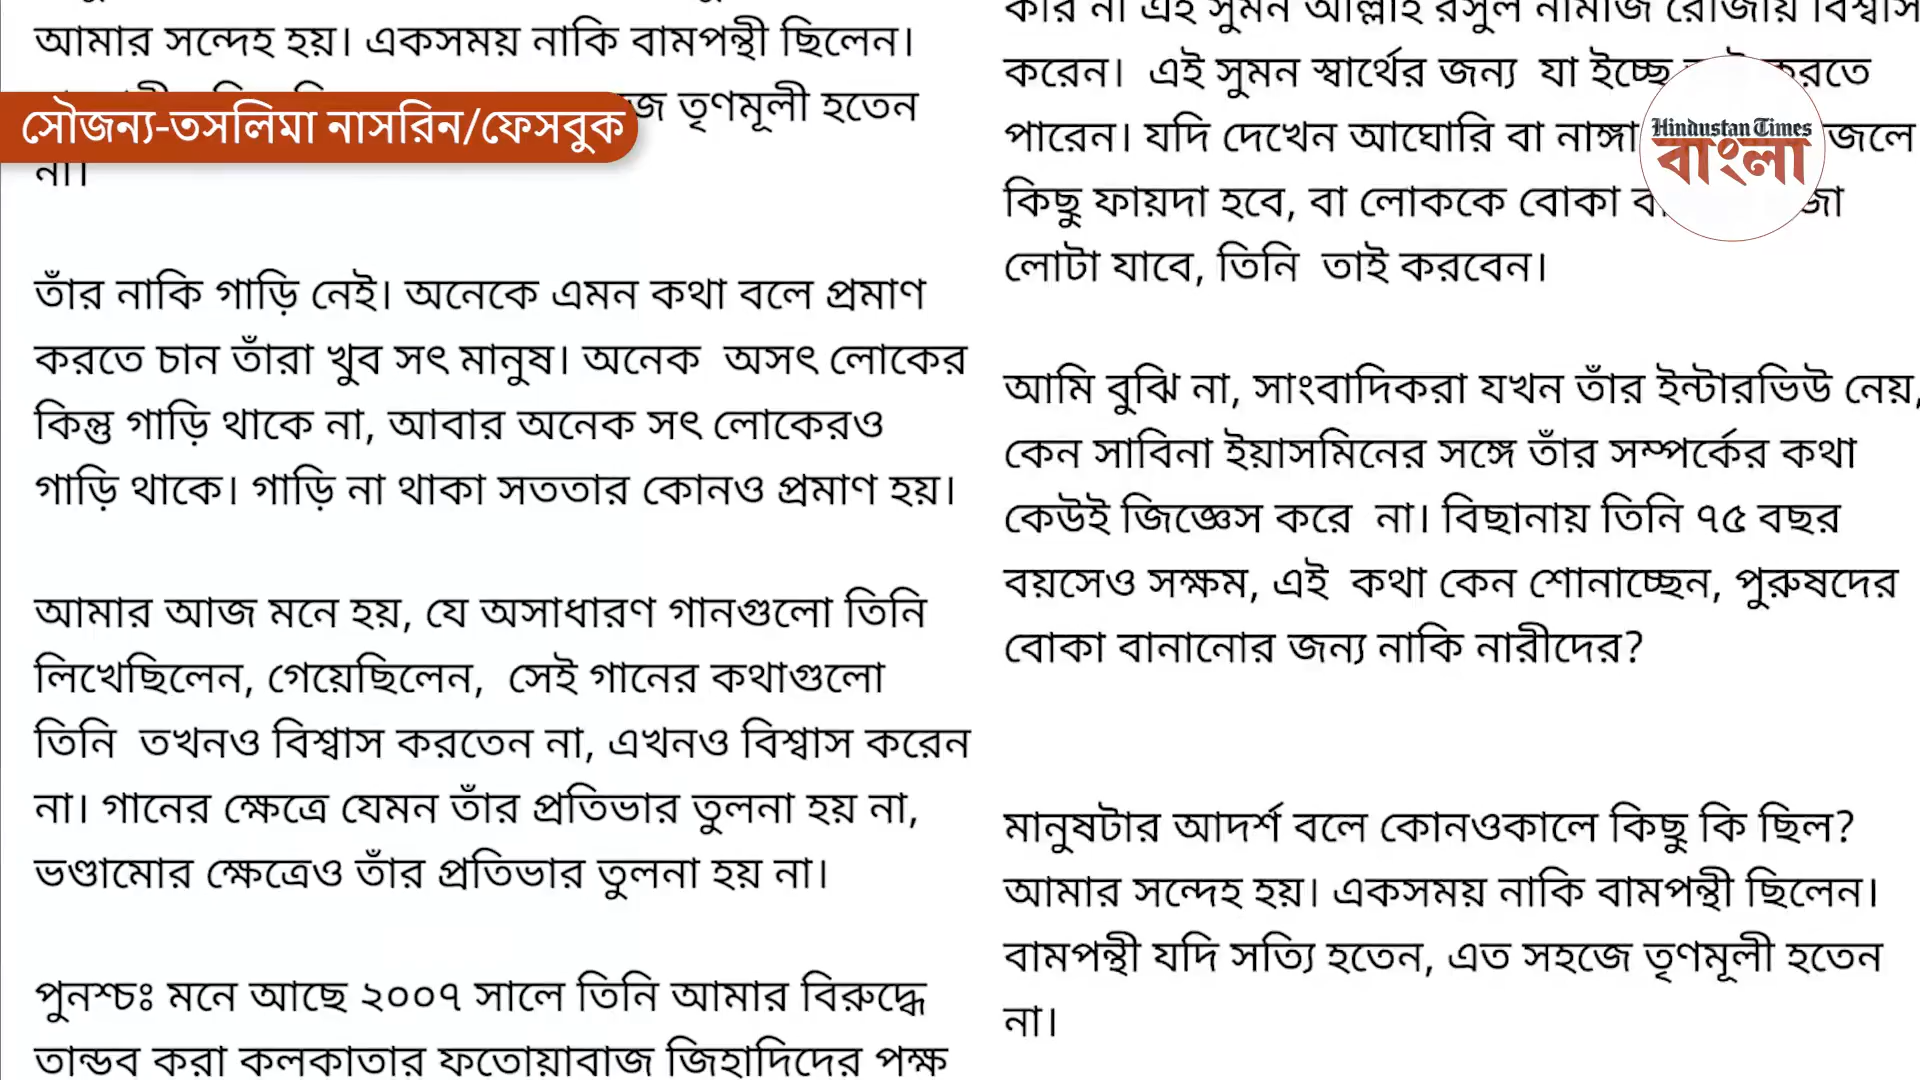 আমার সন্দেহ হয়। একসময় নাকি বামপন্থী ছিলেন।
তৃণমূলী হতেন
সৌজন্য-তসলিমা নাসরিন/ফেসবুক
না।
তাঁর নাকি গাড়ি নেই। অনেকে এমন কথা বলে প্রমাণ
করতে চান তাঁরা খুব সৎ মানুষ। অনেক অসৎ লোকের
কিন্তু গাড়ি থাকে না, আবার অনেক সৎ লোকেরও
গাড়ি থাকে। গাড়ি না থাকা সততার কোনও প্রমাণ হয়।
আমার আজ মনে হয়, যে অসাধারণ গানগুলো তিনি
লিখেছিলেন, গেয়েছিলেন, সেই গানের কথাগুলো
তিনি তখনও বিশ্বাস করতেন না, এখনও বিশ্বাস করেন
না। গানের ক্ষেত্রে যেমন তাঁর প্রতিভার তুলনা হয় না,
ভণ্ডামোর ক্ষেত্রেও তাঁর প্রতিভার তুলনা হয় না।
পুনশ্চঃ মনে আছে ২০০৭ সালে তিনি আমার বিরুদ্ধে
তান্ডব করা কলকাতার ফতোয়াবাজ জিহাদিদের পক্ষ
না এই সুমন আল্লাহ রসুল নামাজ রোজায় বিশ্বাস
করেন। এই সুমন স্বার্থের জন্য যা ইচ্ছে
পারেন। যদি দেখেন আঘোরি বা নাঙ্গা
কিছু ফায়দা হবে, বা লোককে বোকা
লোটা যাবে, তিনি তাই করবেন।
Hindustan Times
বাংলা
আমি বুঝি না, সাংবাদিকরা যখন তাঁর ইন্টারভিউ নেয়,
কেন সাবিনা ইয়াসমিনের সঙ্গে তাঁর সম্পর্কের কথা
কেউই জিজ্ঞেস করে না। বিছানায় তিনি ৭৫ বছর
বয়সেও সক্ষম, এই কথা কেন শোনাচ্ছেন, পুরুষদের
বোকা বানানোর জন্য নাকি নারীদের?
মানুষটার আদর্শ বলে কোনওকালে কিছু কি ছিল?
আমার সন্দেহ হয়। একসময় নাকি বামপন্থী ছিলেন।
বামপন্থী যদি সত্যি হতেন, এত সহজে তৃণমূলী হতেন
না।